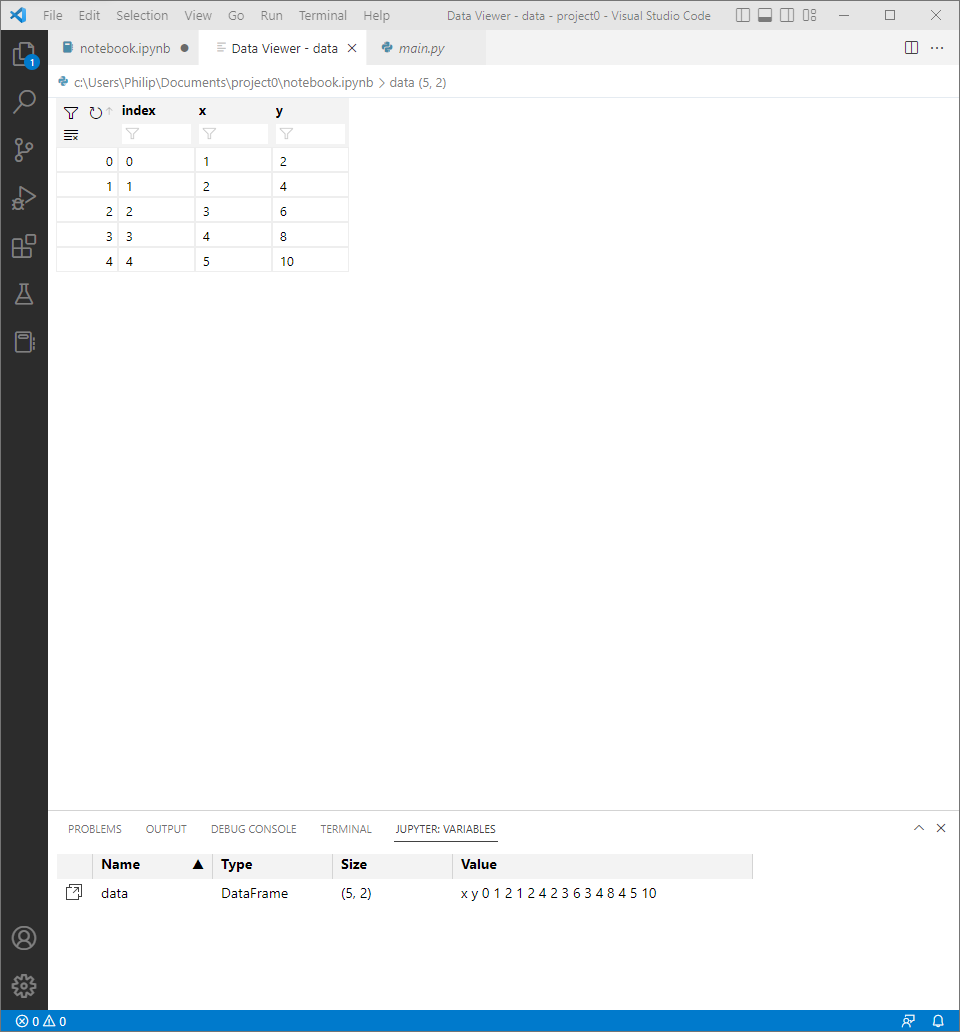 File Edit Selection View Go Run Terminal Help Data Viewer - data - project0 - Visual Studio Code
notebook.ipynb Data Viewer - data main.py
1
c:\Users\Philip\Documents\project0\notebook.ipynb > data (5, 2)
index x y
0 0 1 2
1 1 2 4
2 2 3 6
3 3 4 8
4 4 5 10
PROBLEMS OUTPUT DEBUG CONSOLE TERMINAL JUPYTER: VARIABLES
Name Type Size Value
data DataFrame (5, 2) x y 0 1 2 1 2 4 2 3 6 3 4 8 4 5 10
0 0